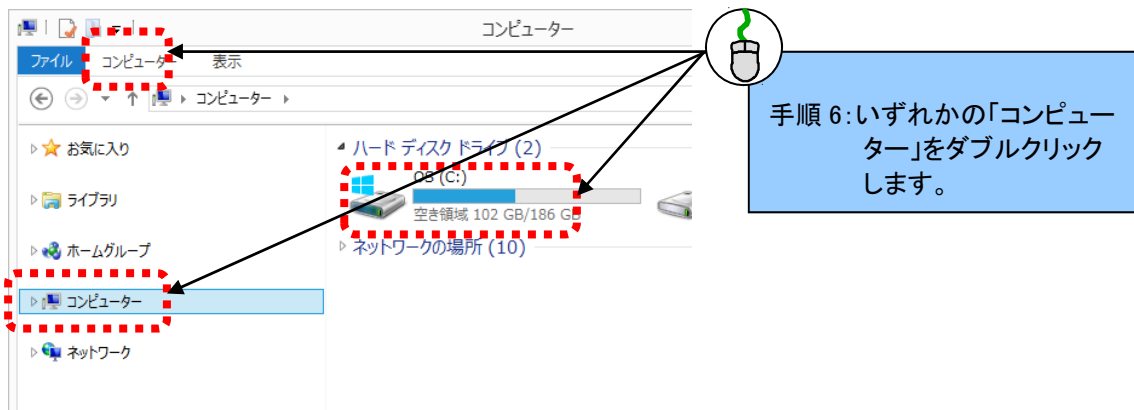 コンピューター
ファイル コンピューター 表示
コンピューター
お気に入り
ライブラリ
ホームグループ
コンピューター
ネットワーク
ハード ディスク ドライブ (2)
OS (C:)
空き領域 102 GB/186 GB
ネットワークの場所 (10)
手順 6:いずれかの「コンピュー
ター」をダブルクリック
します。